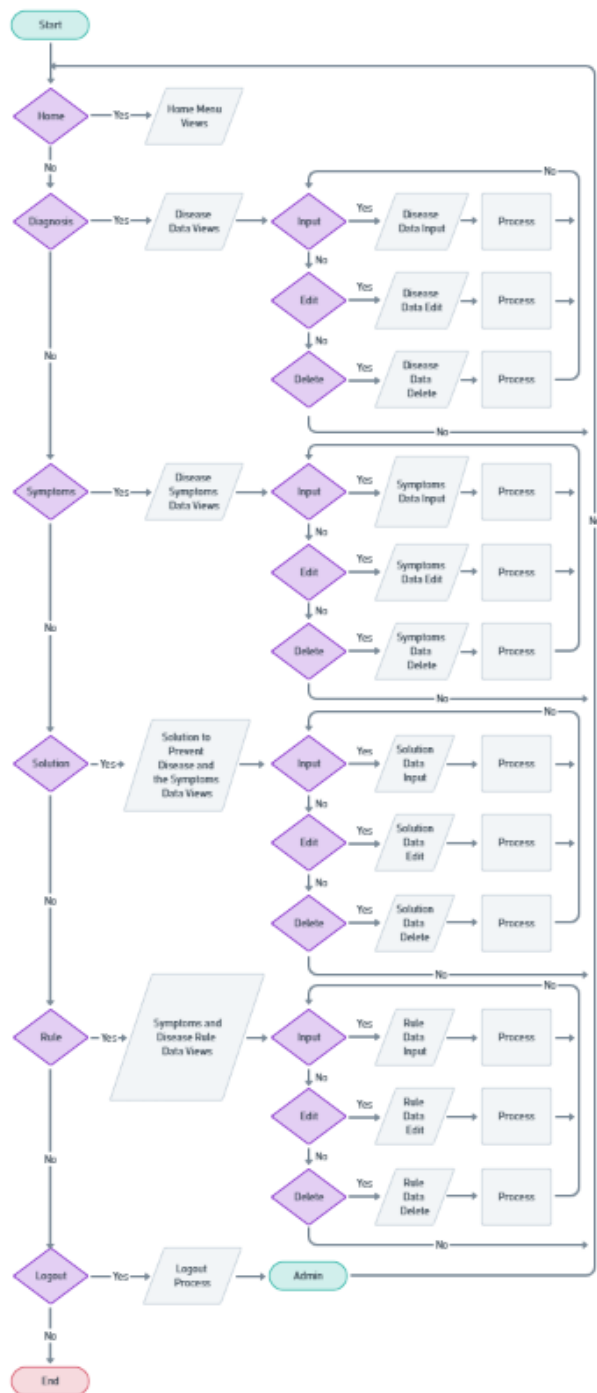 Start
Home
Yes
Home Menu
Views
No
No
Diagnosis
Yes
Disease
Data Views
Input
Yes
Disease
Data Input
Process
No
Edit
Yes
Disease
Data Edit
Process
No
No
Delete
Yes
Disease
Data
Delete
Process
No
Symptoms
Yes
Disease
Symptoms
Data Views
Input
Yes
Symptoms
Data Input
Process
No
No
Edit
Yes
Symptoms
Data Edit
Process
No
No
Delete
Yes
Symptoms
Data
Delete
Process
No
No
Solution
Yes
Solution to
Prevent
Disease and
the Symptoms
Data Views
Input
Yes
Solution
Data
Input
Process
No
Edit
Yes
Solution
Data
Edit
Process
No
No
Delete
Yes
Solution
Data
Delete
Process
No
No
Rule
Yes
Symptoms and
Disease Rule
Data Views
Input
Yes
Rule
Data
Input
Process
No
Edit
Yes
Rule
Data
Edit
Process
No
No
Delete
Yes
Rule
Data
Delete
Process
No
Logout
Yes
Logout
Process
Admin
No
End